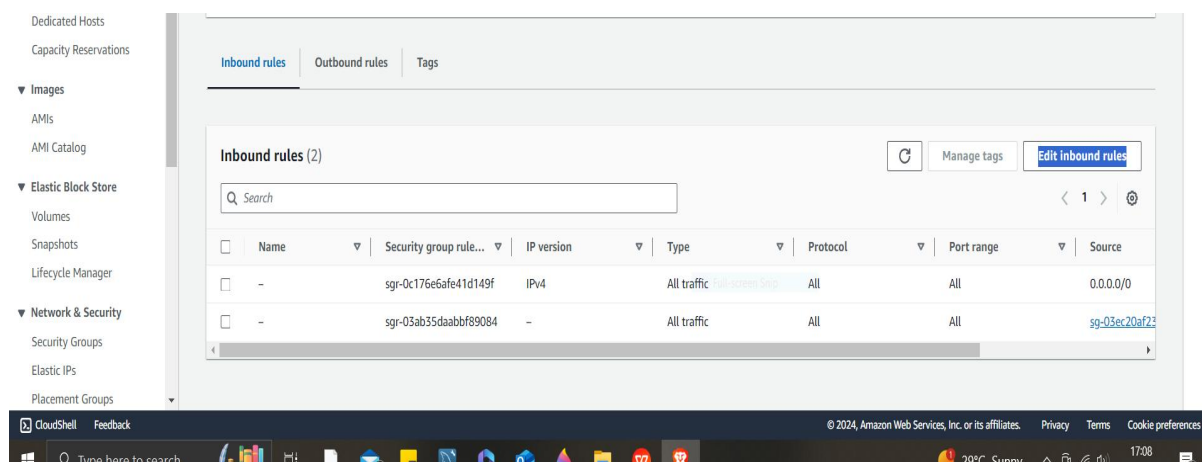 Dedicated Hosts
Capacity Reservations
Images
AMIs
AMI Catalog
Elastic Block Store
Volumes
Snapshots
Lifecycle Manager
Network & Security
Security Groups
Elastic IPs
Placement Groups
Inbound rules Outbound rules Tags
Inbound rules (2) Manage tags Edit inbound rules
Search 1
Name Security group rule... IP version Type Protocol Port range Source
– sgr-0c176e6afe41d149f IPv4 All traffic Full-screen Snip All All 0.0.0.0/0
– sgr-03ab35daabbf89084 – All traffic All All sg-03ec20af23
CloudShell Feedback © 2024, Amazon Web Services, Inc. or its affiliates. Privacy Terms Cookie preferences
Type here to search 29°C Sunny 17:08